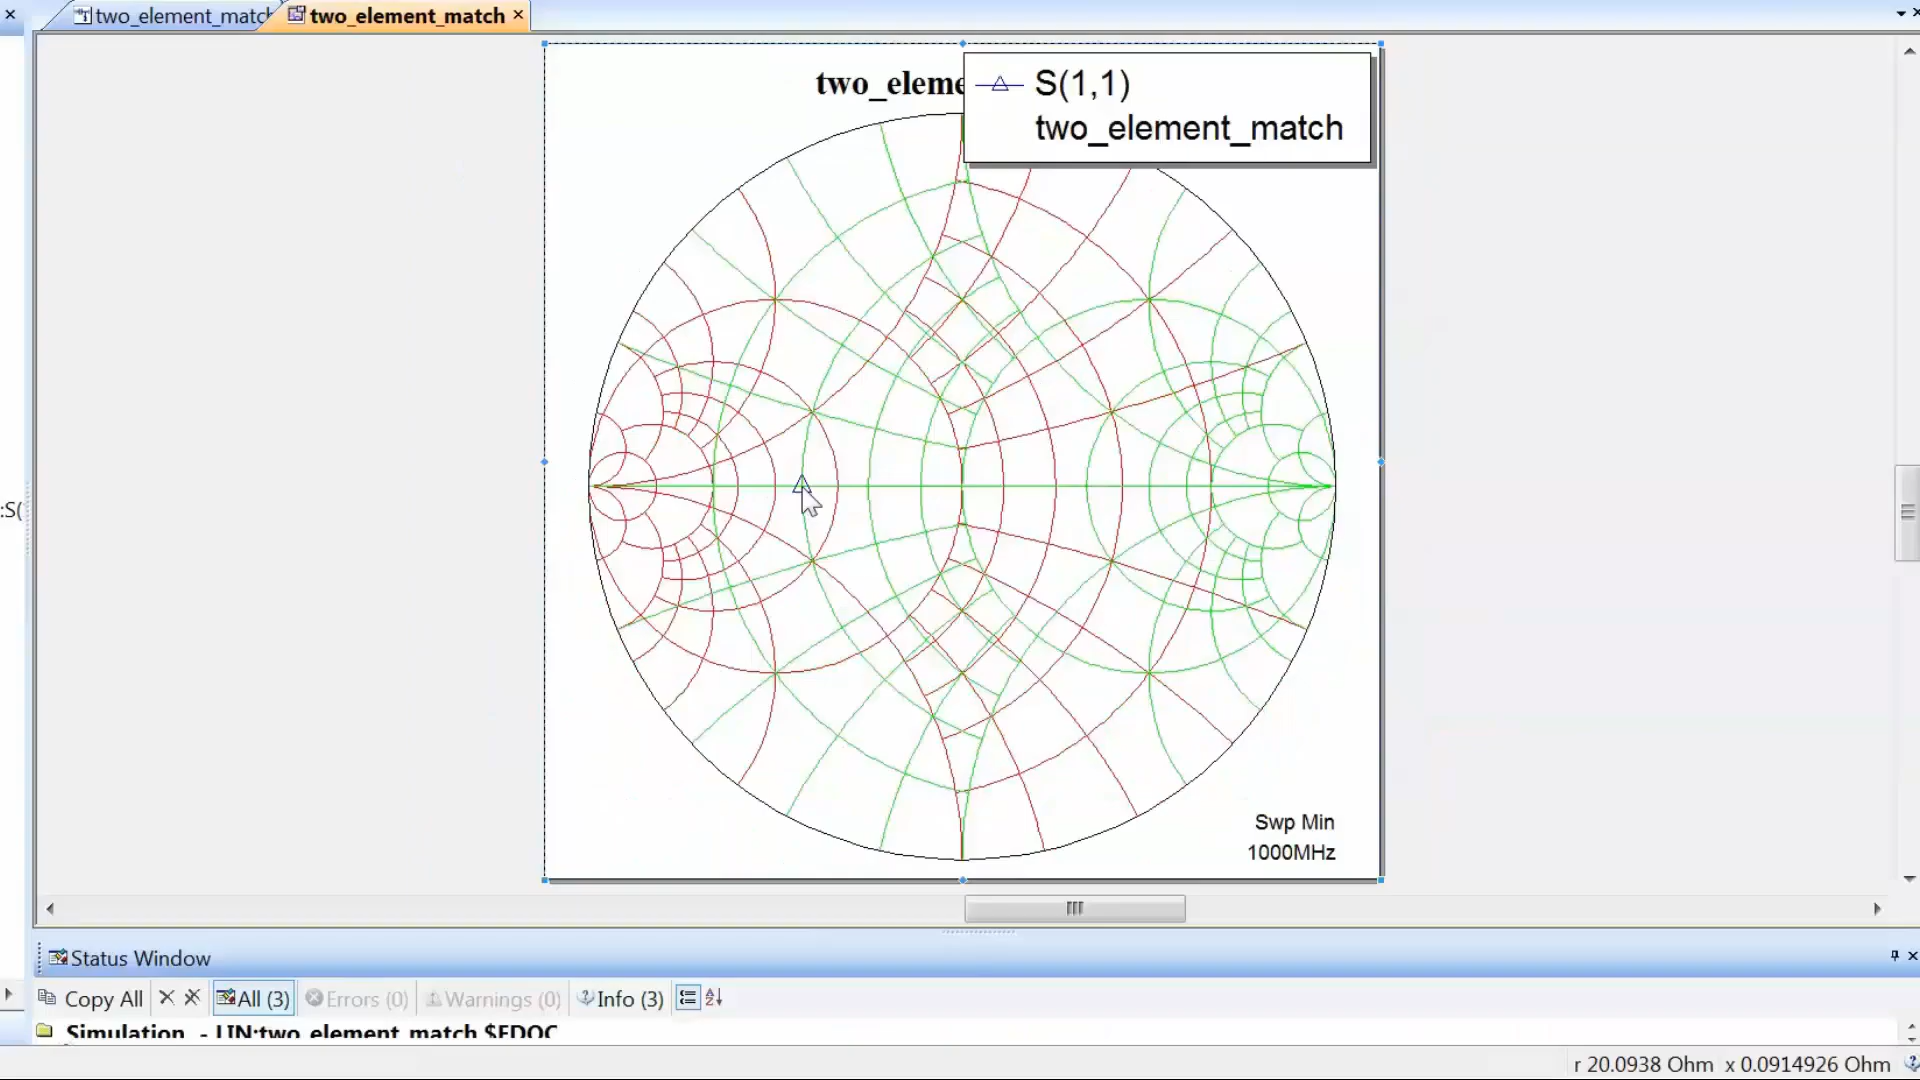 two_element_match
two_element_match
two_eleme
S(1,1)
two_element_match
:S(
Swp Min
1000MHz
Status Window
Copy All
All (3)
Errors (0)
Warnings (0)
Info (3)
Simulation - LIN:two_element_match.$FDOC
r 20.0938 Ohm x 0.0914926 Ohm